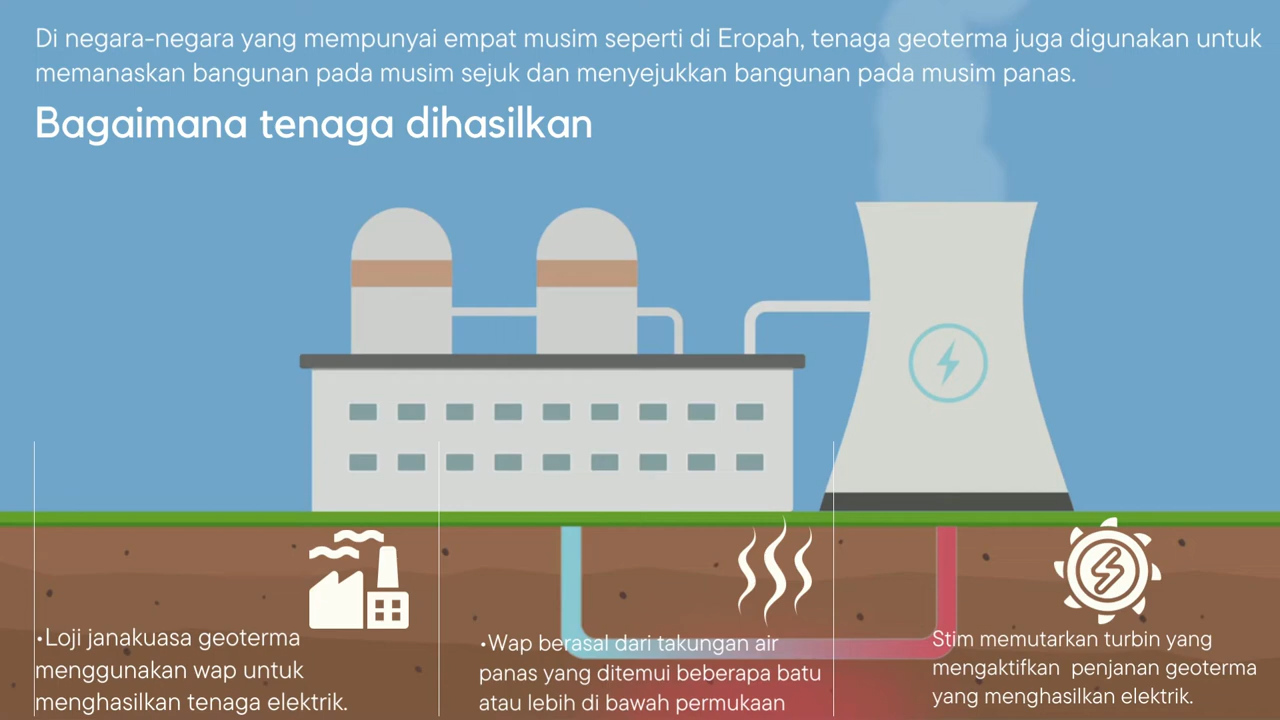 Di negara-negara yang mempunyai empat musim seperti di Eropah, tenaga geoterma juga digunakan untuk
memanaskan bangunan pada musim sejuk dan menyejukkan bangunan pada musim panas.
Bagaimana tenaga dihasilkan
•Loji janakuasa geoterma
menggunakan wap untuk
menghasilkan tenaga elektrik.
•Wap berasal dari takungan air
panas yang ditemui beberapa batu
atau lebih di bawah permukaan
Stim memutarkan turbin yang
mengaktifkan penjanan geoterma
yang menghasilkan elektrik.